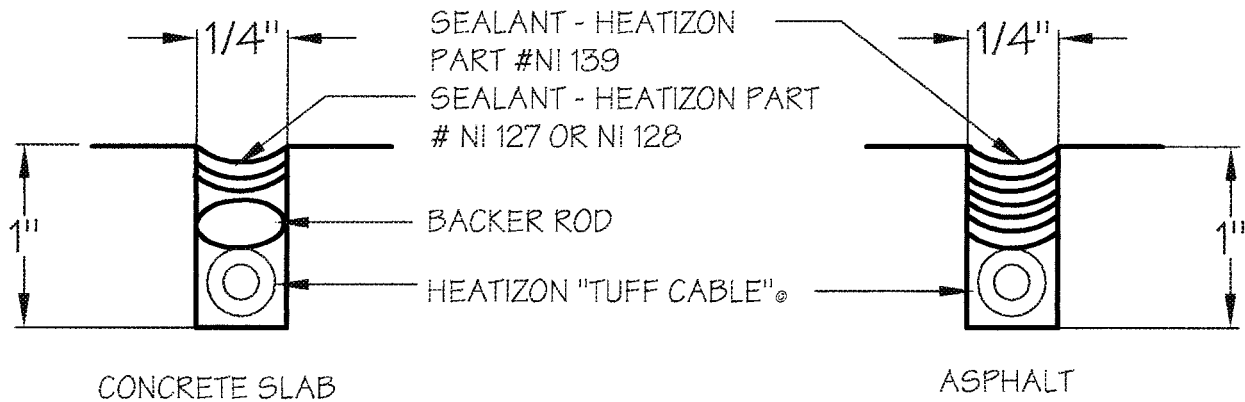 1/4"
SEALANT - HEATIZON
PART #NI 139
SEALANT - HEATIZON PART
# NI 127 OR NI 128
1/4"
1"
BACKER ROD
1"
HEATIZON "TUFF CABLE"®
CONCRETE SLAB
ASPHALT